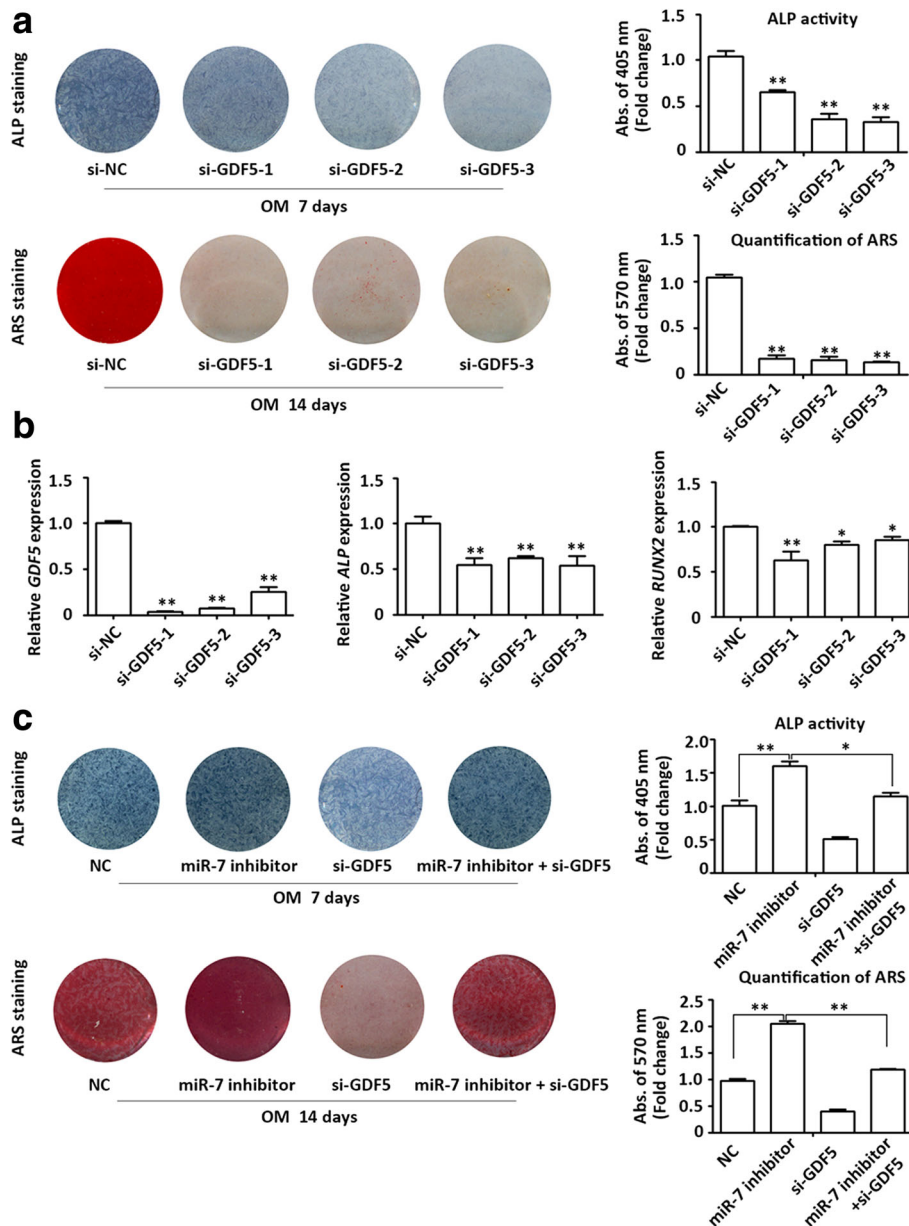 a
ALP staining
si-NC si-GDF5-1 si-GDF5-2 si-GDF5-3
OM 7 days
ALP activity
Abs. of 405 nm
(Fold change)
1.5
1.0
0.5
0
** ** **
si-NC si-GDF5-1 si-GDF5-2 si-GDF5-3
ARS staining
si-NC si-GDF5-1 si-GDF5-2 si-GDF5-3
OM 14 days
Quantification of ARS
Abs. of 570 nm
(Fold change)
1.5
1.0
0.5
0
** ** **
si-NC si-GDF5-1 si-GDF5-2 si-GDF5-3
b
Relative GDF5 expression
1.5
1.0
0.5
0
** ** **
si-NC si-GDF5-1 si-GDF5-2 si-GDF5-3
Relative ALP expression
1.5
1.0
0.5
0
** ** **
si-NC si-GDF5-1 si-GDF5-2 si-GDF5-3
Relative RUNX2 expression
1.5
1.0
0.5
0
** * *
si-NC si-GDF5-1 si-GDF5-2 si-GDF5-3
c
ALP staining
NC miR-7 inhibitor si-GDF5 miR-7 inhibitor + si-GDF5
OM 7 days
ALP activity
Abs. of 405 nm
(Fold change)
2.0
1.5
1.0
0.5
0
** *
NC miR-7 inhibitor si-GDF5 miR-7 inhibitor
+si-GDF5
ARS staining
NC miR-7 inhibitor si-GDF5 miR-7 inhibitor + si-GDF5
OM 14 days
Quantification of ARS
Abs. of 570 nm
(Fold change)
2.5
2.0
1.5
1.0
0.5
0
** **
NC miR-7 inhibitor si-GDF5 miR-7 inhibitor
+si-GDF5